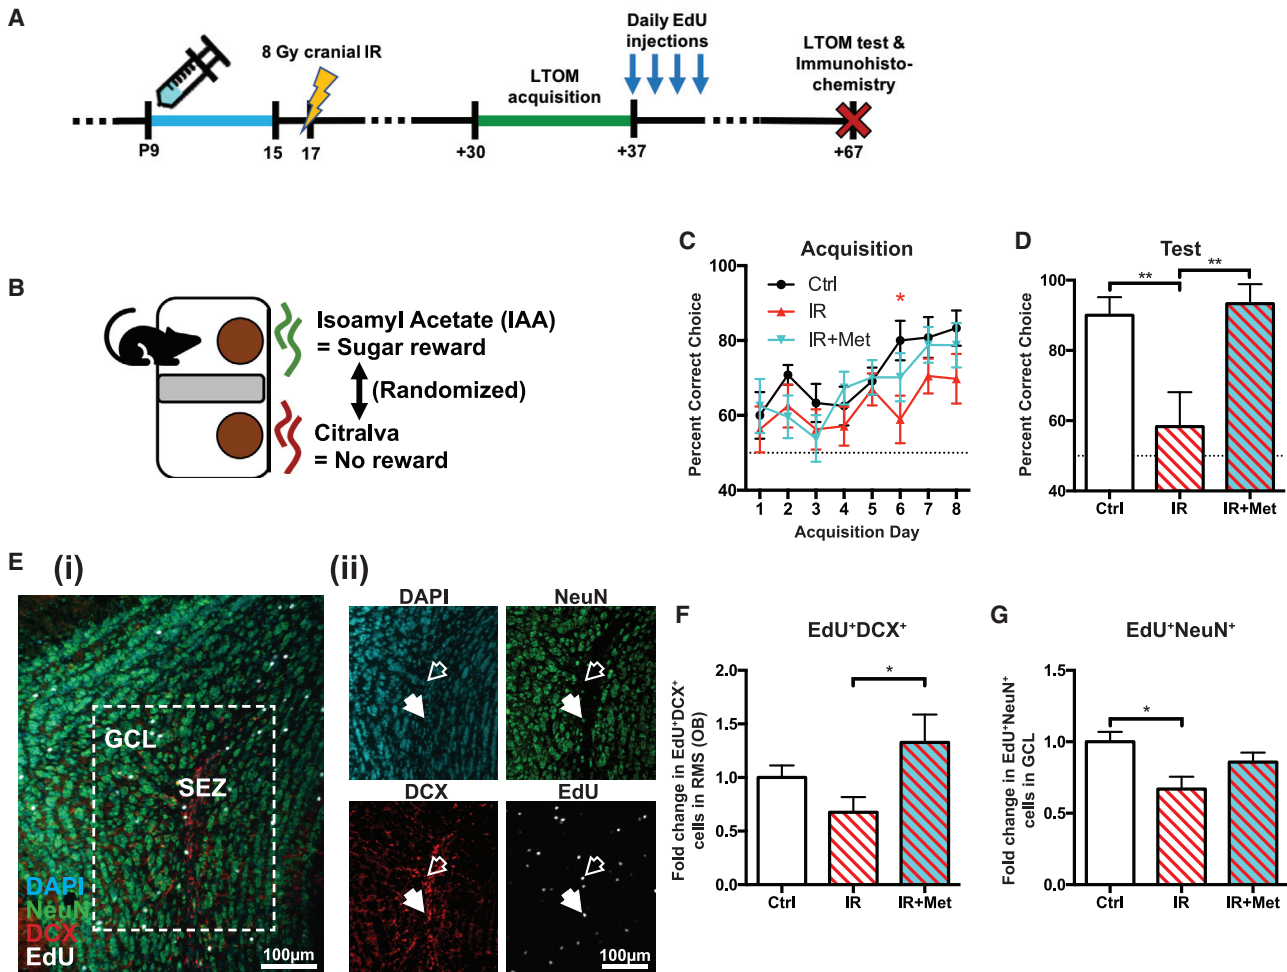 A
8 Gy cranial IR
LTOM
acquisition
Daily EdU
injections
LTOM test &
Immunohisto-
chemistry
P9
15
17
+30
+37
+67
B
Isoamyl Acetate (IAA)
= Sugar reward
(Randomized)
Citralva
= No reward
C
Acquisition
Percent Correct Choice
100
80
60
40
Ctrl
IR
IR+Met
*
1 2 3 4 5 6 7 8
Acquisition Day
D
Test
Percent Correct Choice
100
80
60
40
**
**
Ctrl IR IR+Met
E
(i)
GCL
SEZ
DAPI
NeuN
DCX
EdU
100µm
(ii)
DAPI
NeuN
DCX
EdU
100µm
F
EdU+DCX+
Fold change in EdU+DCX+
cells in RMS (OB)
2.0
1.5
1.0
0.5
0.0
*
Ctrl IR IR+Met
G
EdU+NeuN+
Fold change in EdU+NeuN+
cells in GCL
1.5
1.0
0.5
0.0
*
Ctrl IR IR+Met